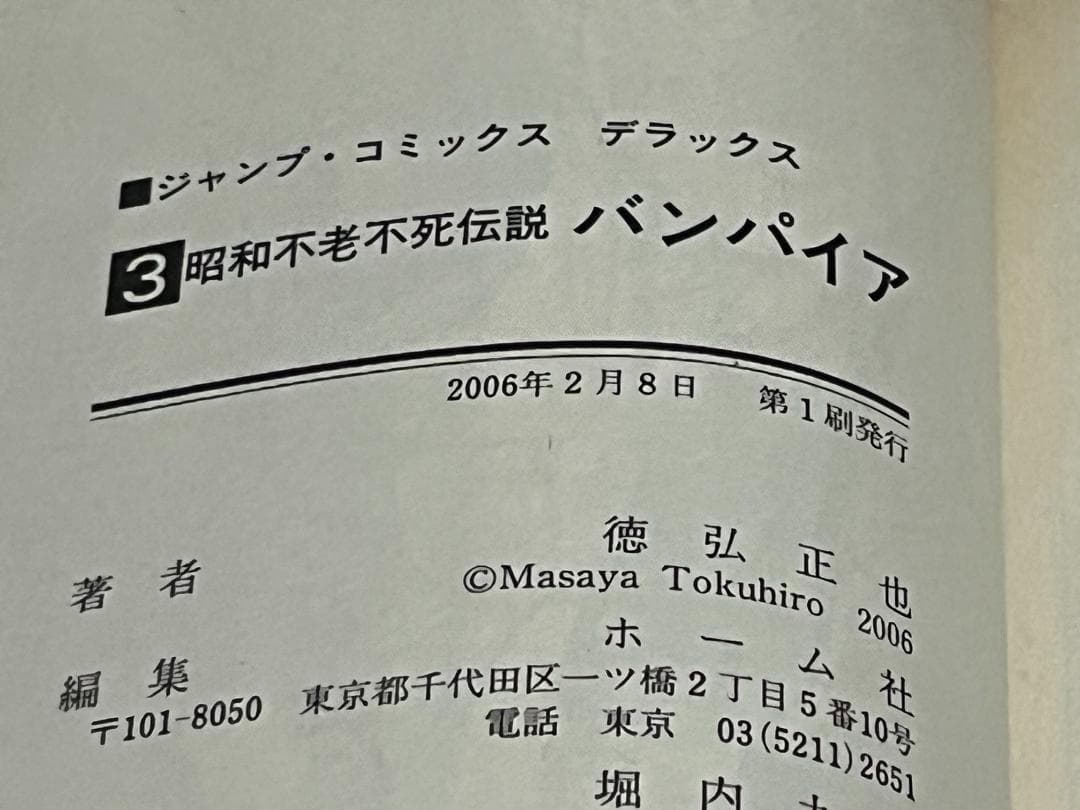 ■ジャンプ・コミックス デラックス
3 昭和不老不死伝説 バンパイア
2006年2月8日 第1刷発行
著者 徳弘正也
©Masaya Tokuhiro 2006
編集 ホーム社
〒101-8050 東京都千代田区一ツ橋2丁目5番10号
電話 東京 03(5211)2651
堀内